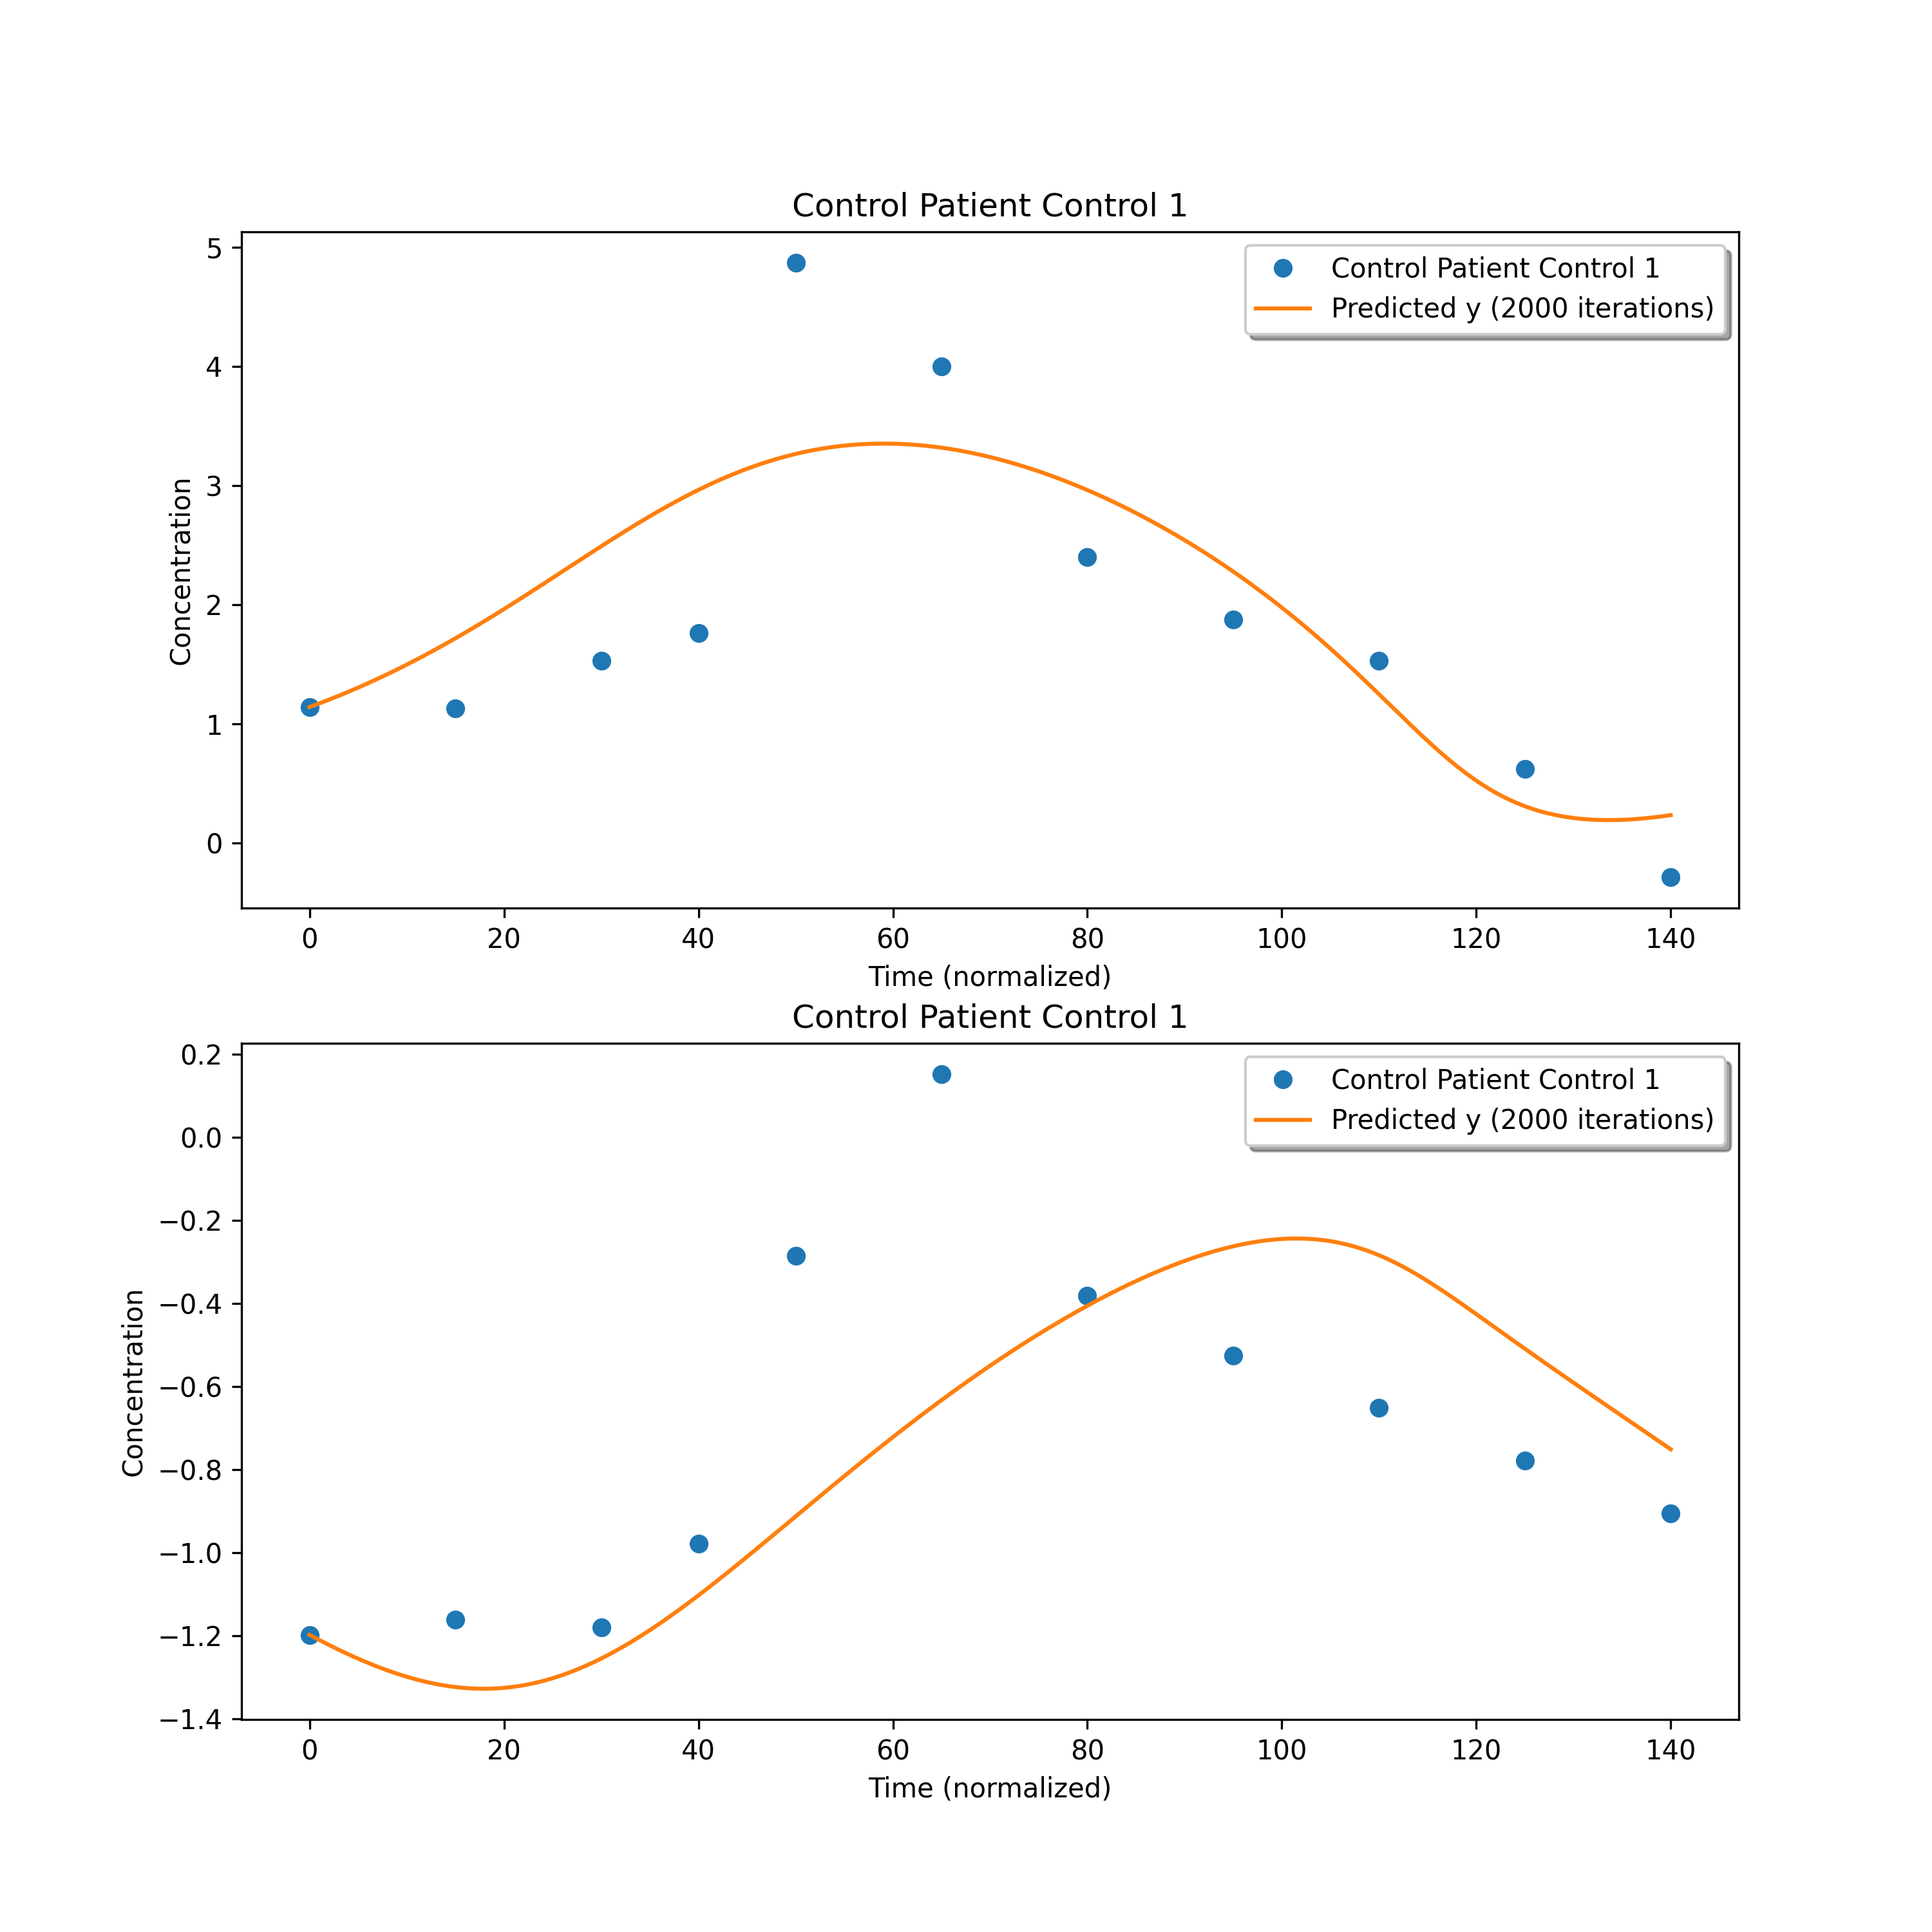 Control Patient Control 1
5
4
3
2
1
0
Concentration
Control Patient Control 1
Predicted y (2000 iterations)
0 20 40 60 80 100 120 140
Time (normalized)
Control Patient Control 1
0.2
0.0
−0.2
−0.4
−0.6
−0.8
−1.0
−1.2
−1.4
Concentration
Control Patient Control 1
Predicted y (2000 iterations)
0 20 40 60 80 100 120 140
Time (normalized)